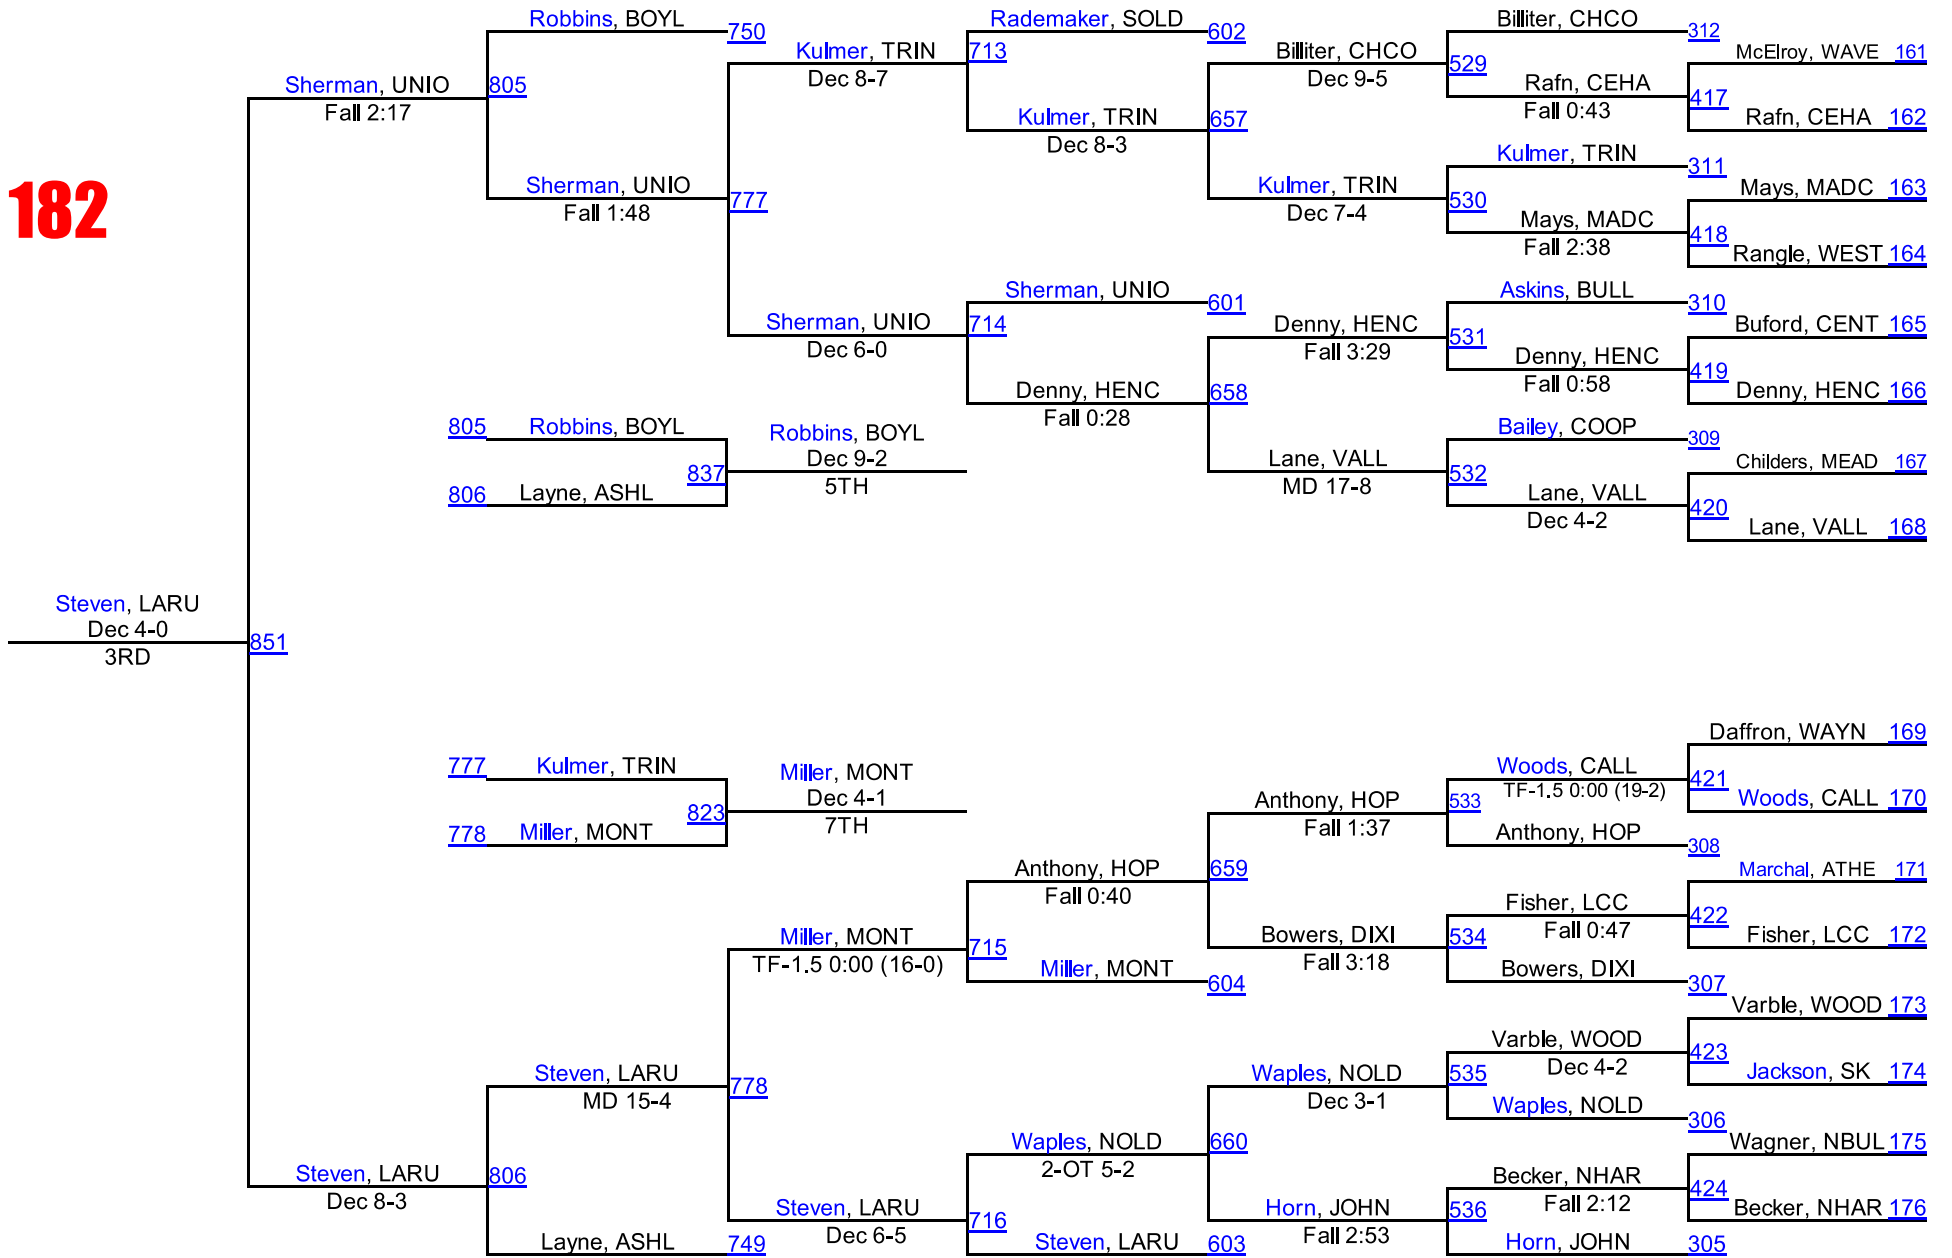 Robbins, BOYL
750
Rademaker, SOLD
602
Billiter, CHCO
312
Kulmer, TRIN
713
Dec 8-7
Billiter, CHCO
529
Dec 9-5
McElroy, WAVE 161
Sherman, UNIO
805
Fall 2:17
Rafn, CEHA
417
Fall 0:43
Kulmer, TRIN
657
Dec 8-3
Rafn, CEHA 162
Kulmer, TRIN
311
182
Sherman, UNIO
777
Fall 1:48
Kulmer, TRIN
530
Dec 7-4
Mays, MADC 163
Mays, MADC
418
Fall 2:38
Rangle, WEST 164
Sherman, UNIO
601
Askins, BULL
310
Sherman, UNIO
714
Dec 6-0
Denny, HENC
531
Fall 3:29
Buford, CENT 165
Denny, HENC
419
Fall 0:58
Denny, HENC
658
Fall 0:28
Denny, HENC 166
805 Robbins, BOYL
Robbins, BOYL
Dec 9-2
837
5TH
806 Layne, ASHL
Bailey, COOP
309
Lane, VALL
532
MD 17-8
Childers, MEAD 167
Lane, VALL
420
Dec 4-2
Lane, VALL 168
Steven, LARU
Dec 4-0
851
3RD
Daffron, WAYN 169
777 Kulmer, TRIN
Miller, MONT
Dec 4-1
823
7TH
778 Miller, MONT
Woods, CALL
421
TF-1.5 0:00 (19-2)
Anthony, HOP
533
Fall 1:37
Woods, CALL 170
Anthony, HOP
308
Anthony, HOP
659
Fall 0:40
Marchal, ATHE 171
Fisher, LCC
422
Fall 0:47
Miller, MONT
715
TF-1.5 0:00 (16-0)
Bowers, DIXI
534
Fall 3:18
Fisher, LCC 172
Miller, MONT
604
Bowers, DIXI
307
Varble, WOOD 173
Varble, WOOD
423
Dec 4-2
Steven, LARU
778
MD 15-4
Waples, NOLD
535
Dec 3-1
Jackson, SK 174
Waples, NOLD
306
Waples, NOLD
660
2-OT 5-2
Wagner, NBUL 175
Steven, LARU
806
Dec 8-3
Becker, NHAR
424
Fall 2:12
Steven, LARU
716
Dec 6-5
Horn, JOHN
536
Fall 2:53
Becker, NHAR 176
Layne, ASHL
749
Steven, LARU
603
Horn, JOHN
305